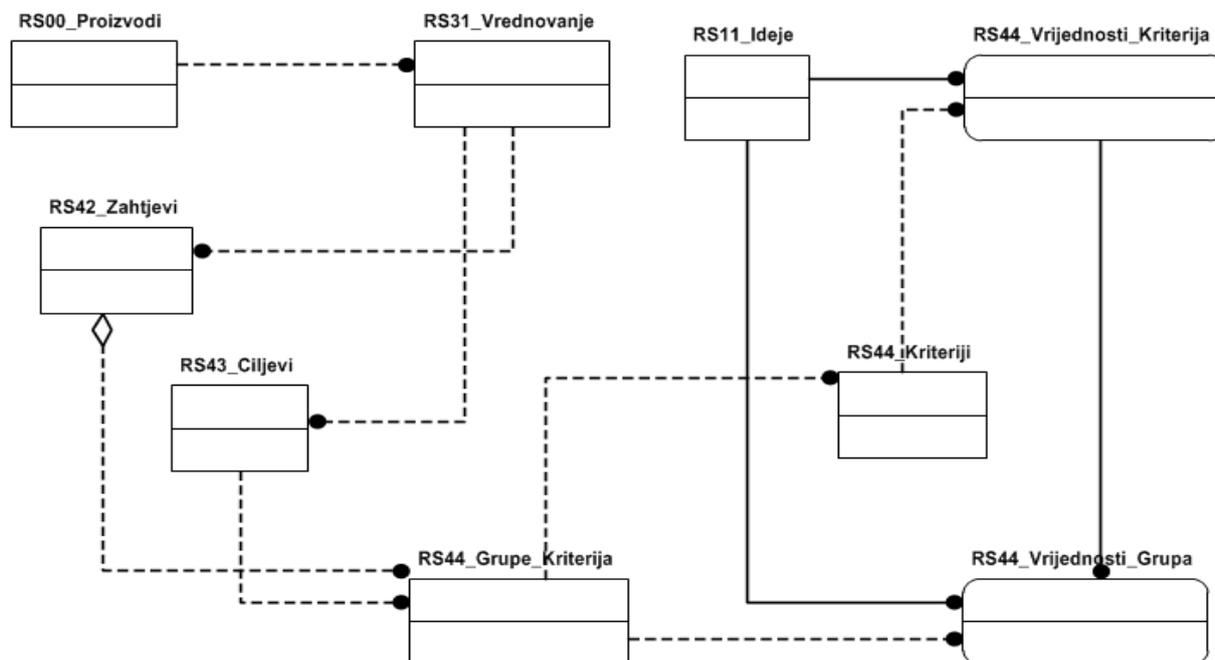 RS00_Proizvodi
RS31_Vrednovanje
RS11_Ideje
RS44_Vrijednosti_Kriterija
RS42_Zahtjevi
RS43_Ciljevi
RS44_Kriteriji
RS44_Grupe_Kriterija
RS44_Vrijednosti_Grupa